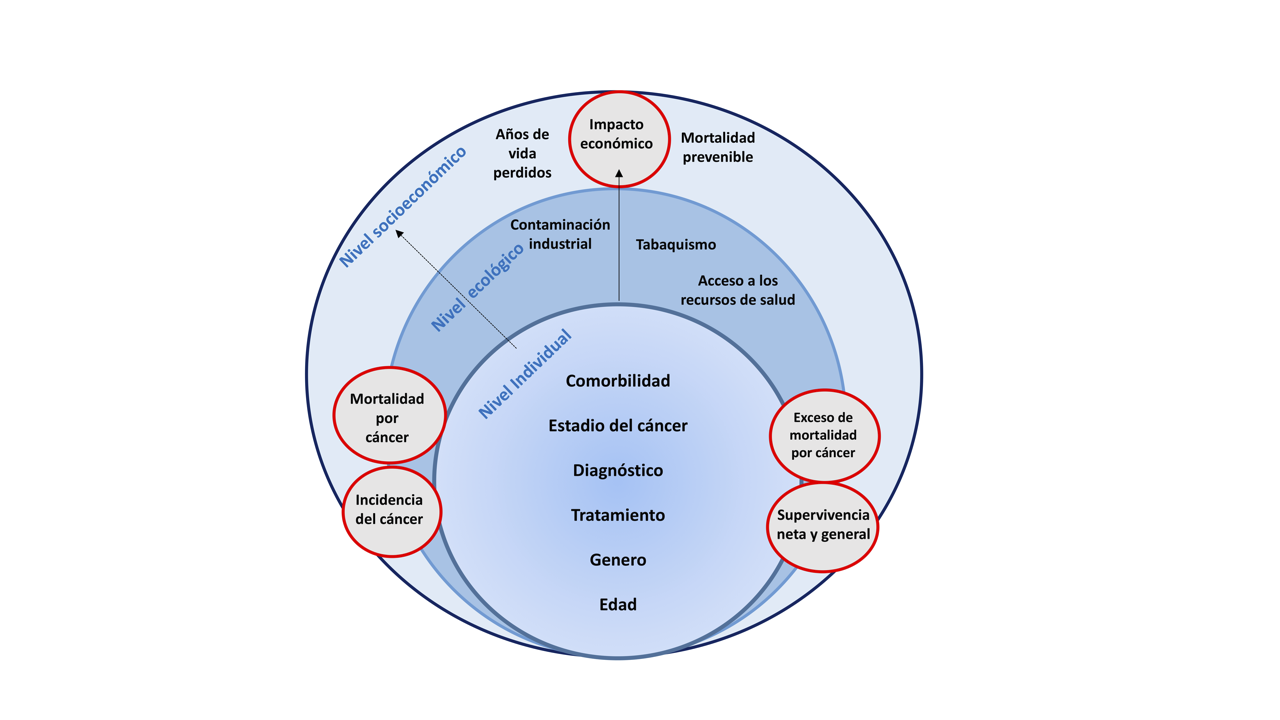 Impacto
económico
Años de
vida
perdidos
Mortalidad
prevenible
Nivel socioeconómico
Contaminación
industrial
Tabaquismo
Nivel ecológico
Acceso a los
recursos de salud
Nivel Individual
Comorbilidad
Estadio del cáncer
Diagnóstico
Tratamiento
Genero
Edad
Mortalidad
por
cáncer
Incidencia
del cáncer
Exceso de
mortalidad
por cáncer
Supervivencia
neta y general